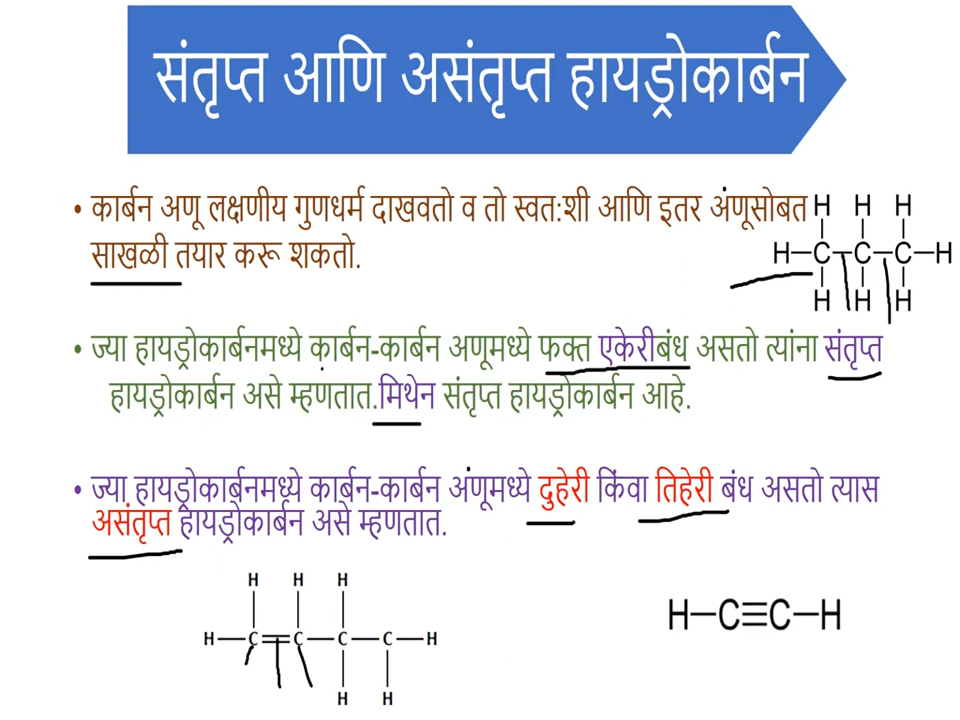 संतृप्त आणि असंतृप्त हायड्रोकार्बन
• कार्बन अणू लक्षणीय गुणधर्म दाखवतो व तो स्वतःशी आणि इतर अंणूसोबत
साखळी तयार करू शकतो.
H H H
H–C–C–C–H
H H H
• ज्या हायड्रोकार्बनमध्ये कार्बन-कार्बन अणूमध्ये फक्त एकेरीबंध असतो त्यांना संतृप्त
हायड्रोकार्बन असे म्हणतात.मिथेन संतृप्त हायड्रोकार्बन आहे.
• ज्या हायड्रोकार्बनमध्ये कार्बन-कार्बन अंणूमध्ये दुहेरी किंवा तिहेरी बंध असतो त्यास
असंतृप्त हायड्रोकार्बन असे म्हणतात.
H H H
H–C=C–C–C–H
H H
H–C≡C–H